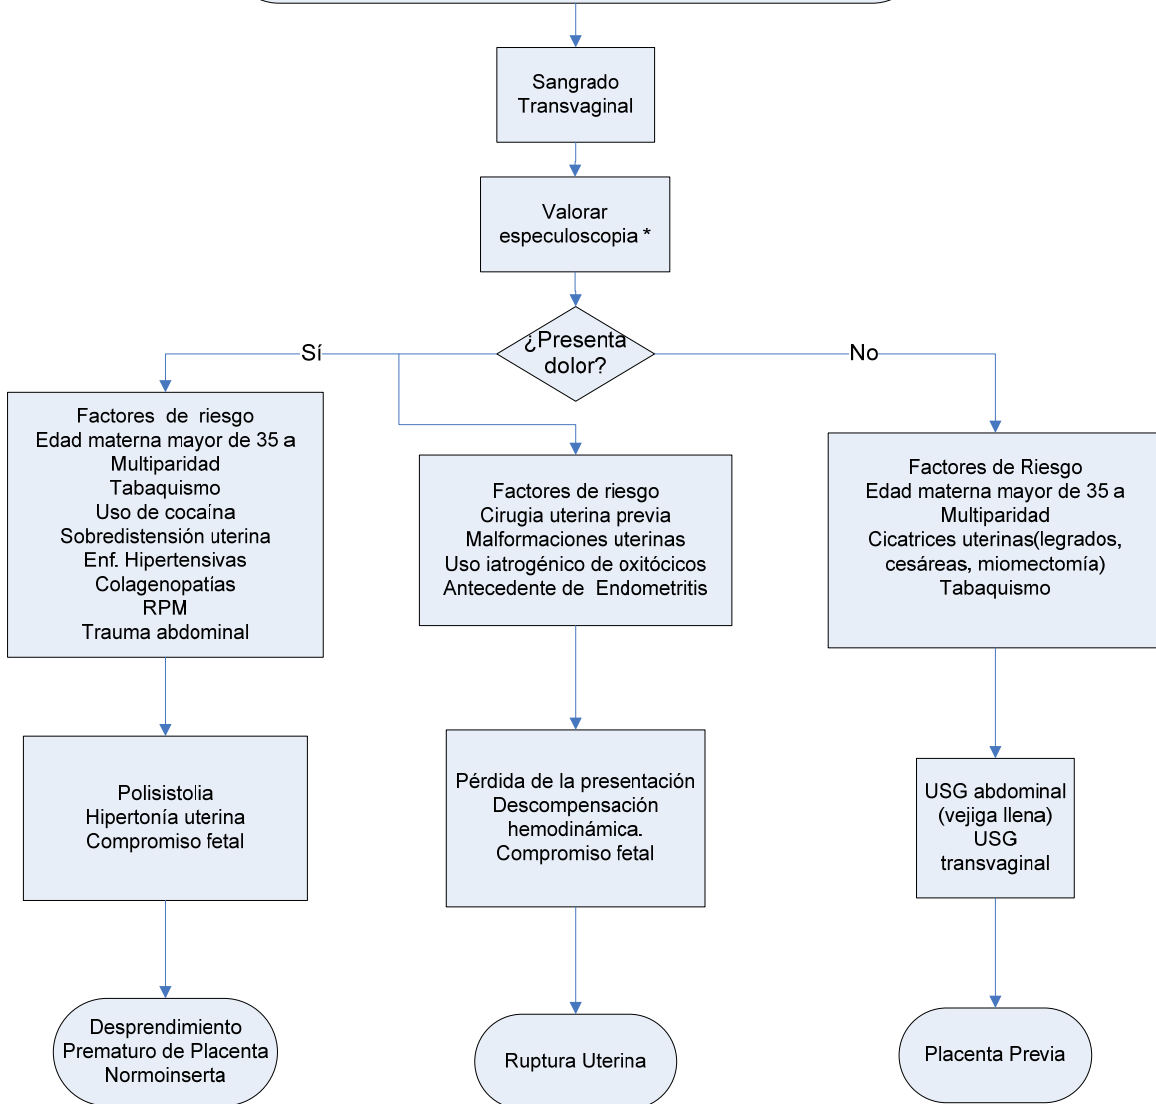 Sangrado
Transvaginal
Valorar
especuloscopia *
¿Presenta
dolor?
Sí
No
Factores de riesgo
Edad materna mayor de 35 a
Multiparidad
Tabaquismo
Uso de cocaína
Sobredistensión uterina
Enf. Hipertensivas
Colagenopatías
RPM
Trauma abdominal
Factores de riesgo
Cirugia uterina previa
Malformaciones uterinas
Uso iatrogénico de oxitócicos
Antecedente de Endometritis
Factores de Riesgo
Edad materna mayor de 35 a
Multiparidad
Cicatrices uterinas(legrados,
cesáreas, miomectomía)
Tabaquismo
Polisistolia
Hipertonía uterina
Compromiso fetal
Pérdida de la presentación
Descompensación
hemodinámica.
Compromiso fetal
USG abdominal
(vejiga llena)
USG
transvaginal
Desprendimiento
Prematuro de Placenta
Normoinserta
Ruptura Uterina
Placenta Previa